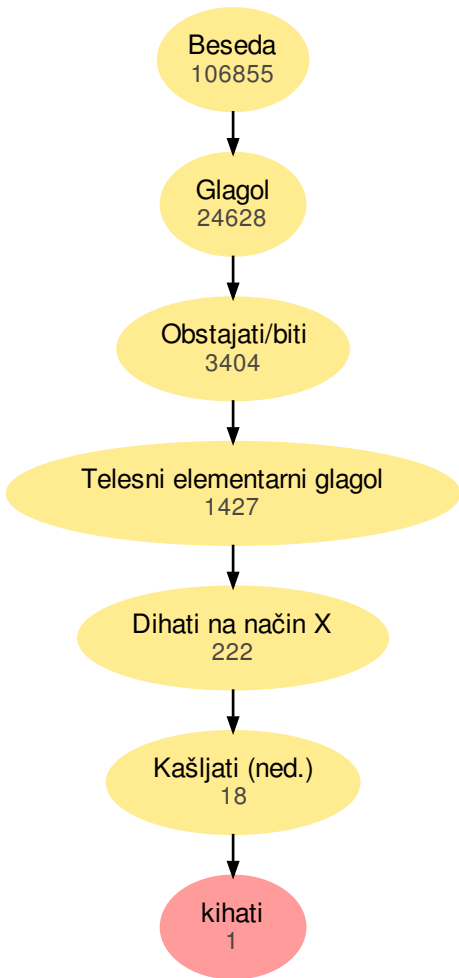 Beseda
106855
Glagol
24628
Obstajati/biti
3404
Telesni elementarni glagol
1427
Dihati na način X
222
Kašljati (ned.)
18
kihati
1